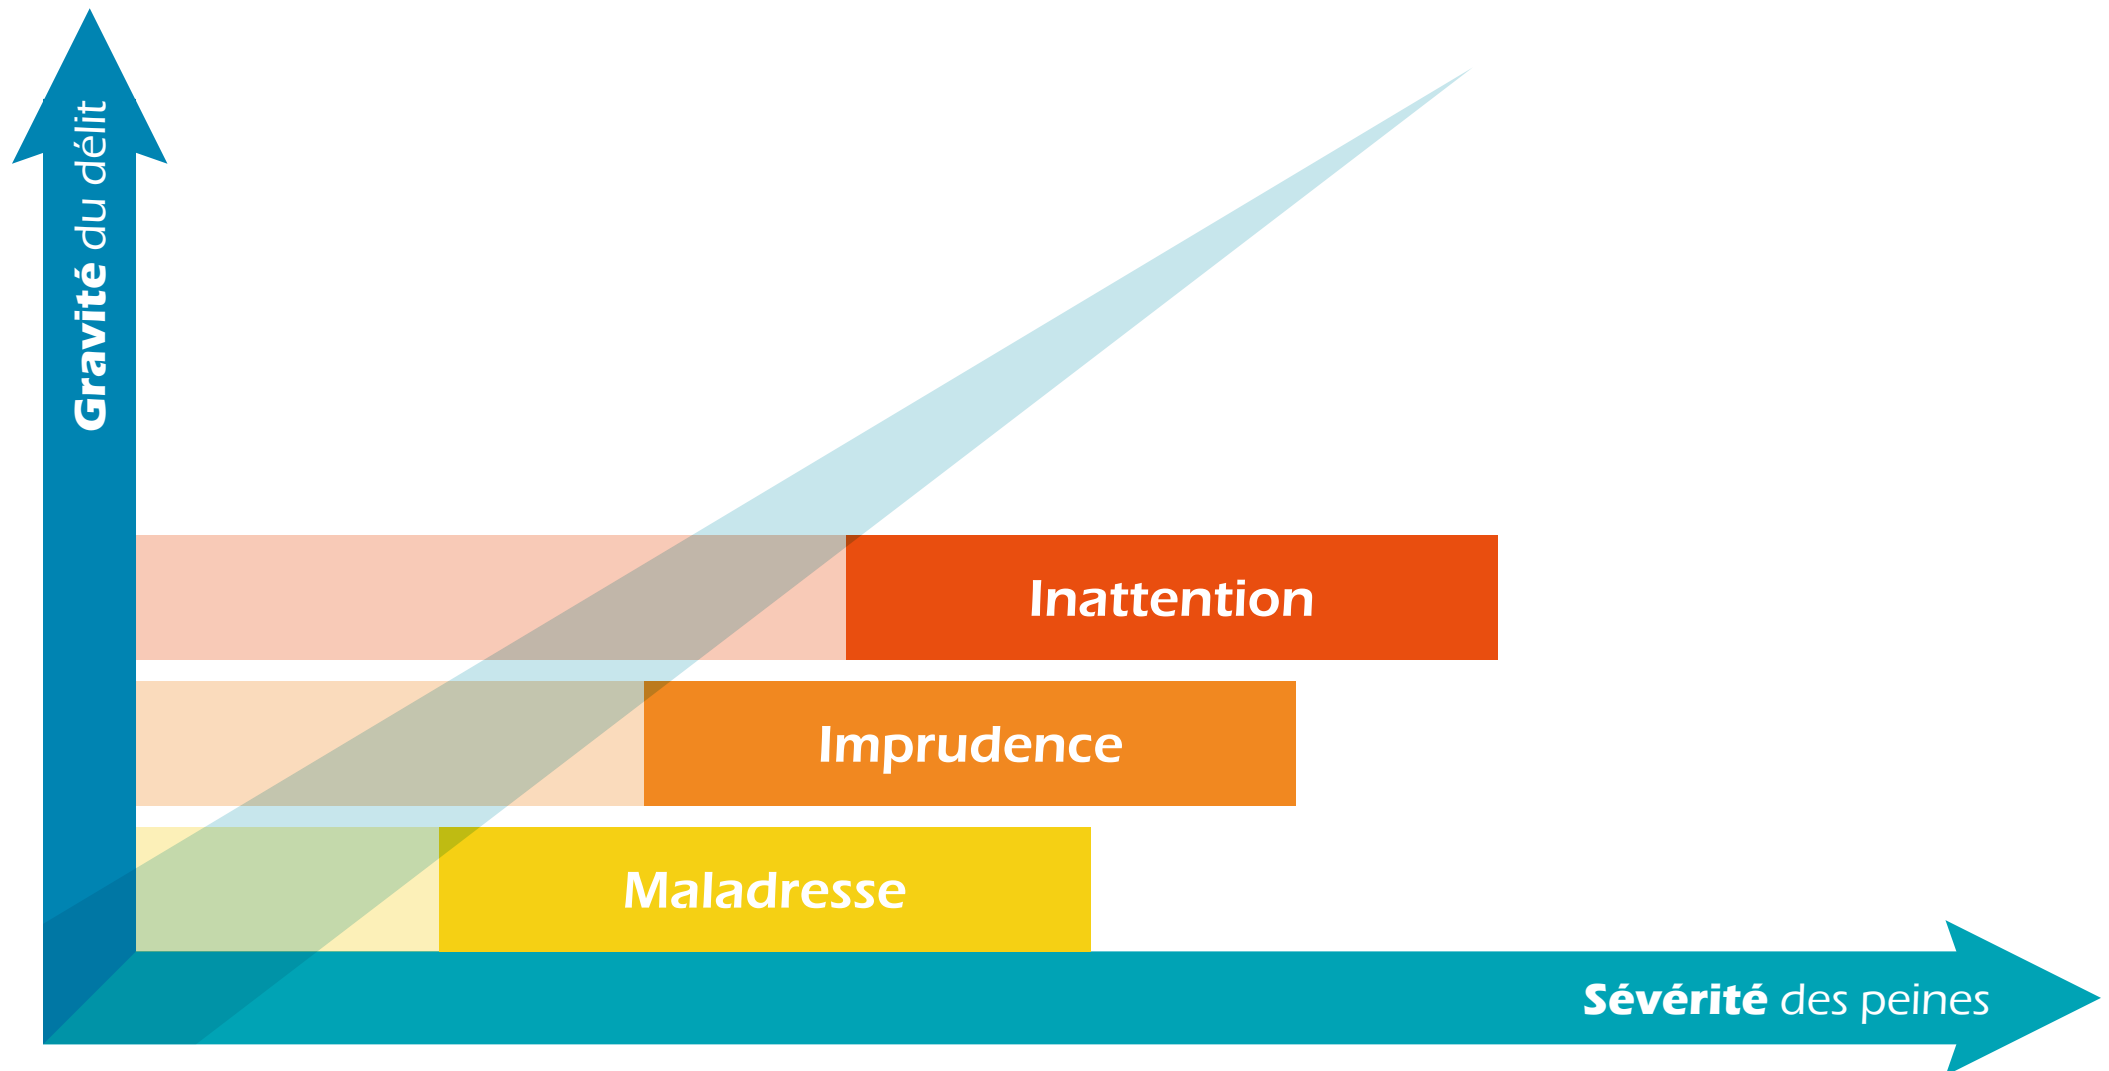 Gravité du délit
Inattention
Imprudence
Maladresse
Sévérité des peines